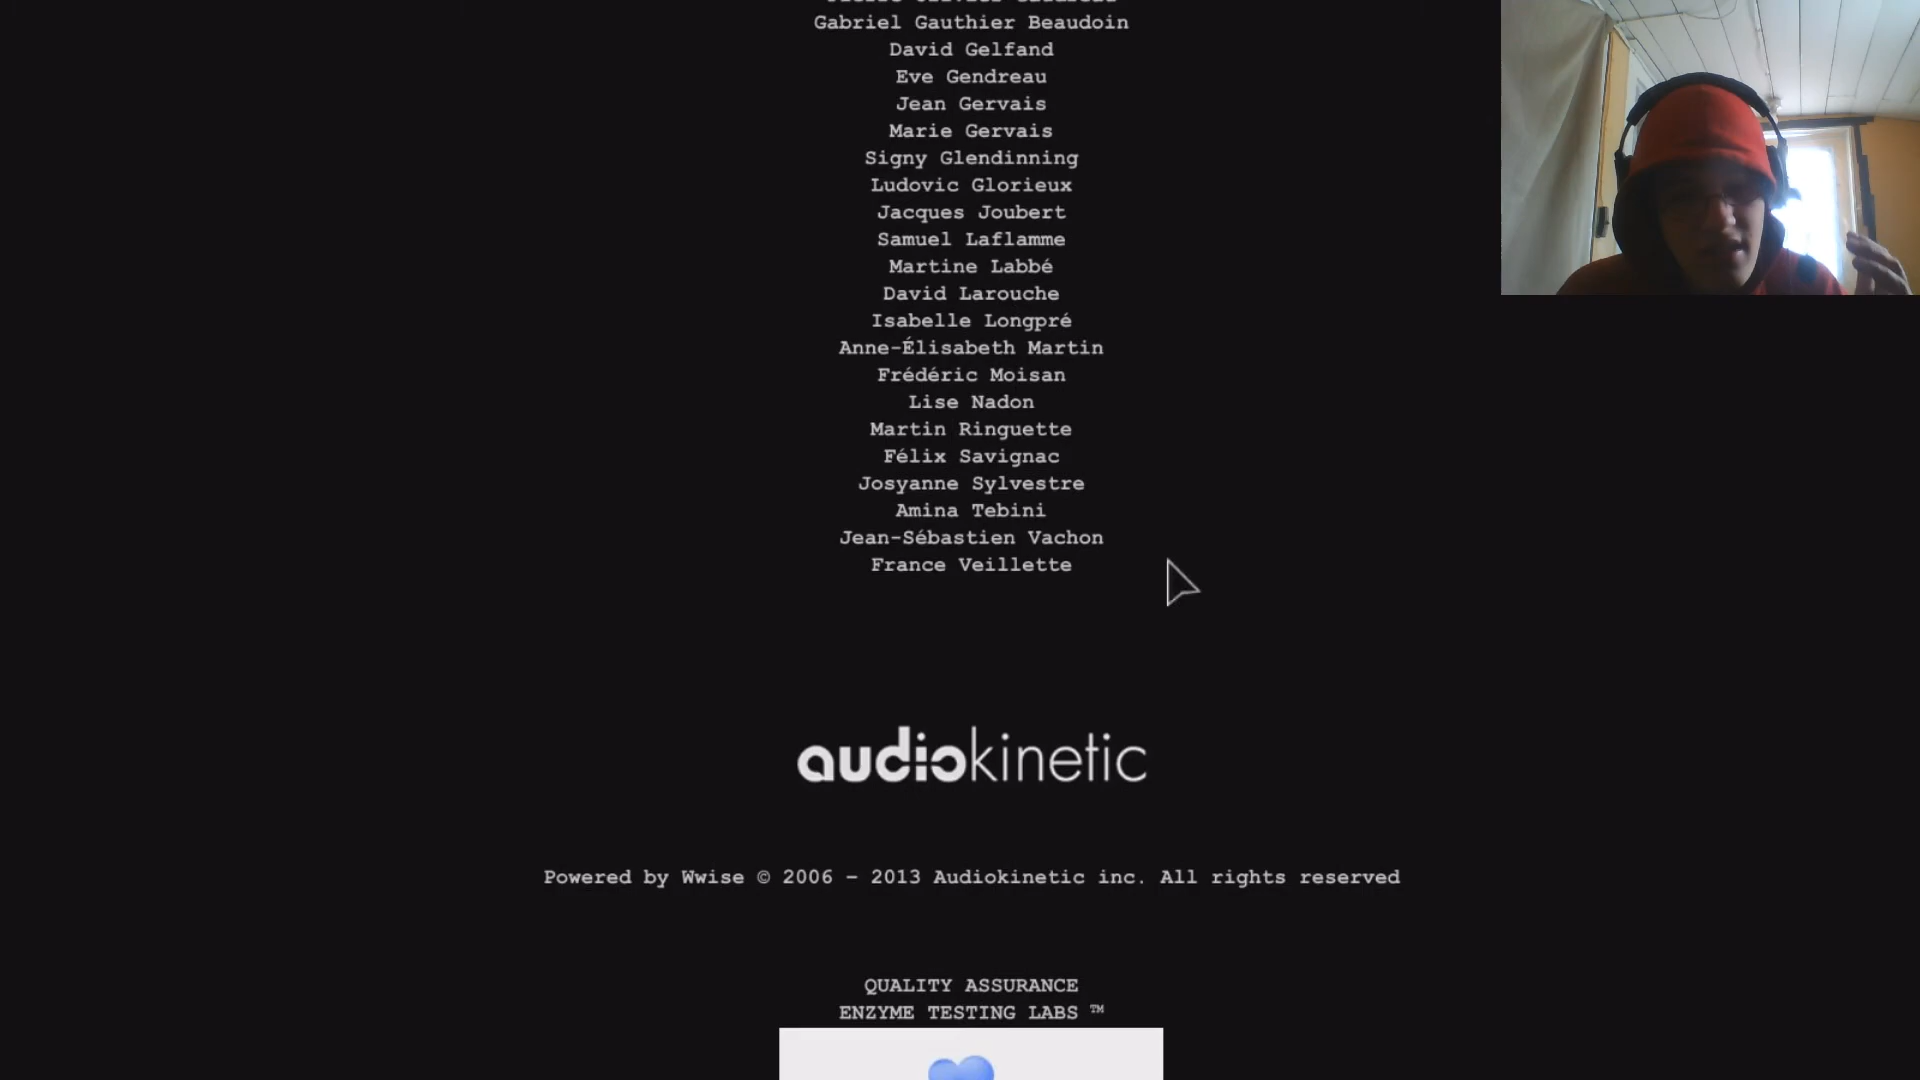 Gabriel Gauthier Beaudoin
David Gelfand
Eve Gendreau
Jean Gervais
Marie Gervais
Signy Glendinning
Ludovic Glorieux
Jacques Joubert
Samuel Laflamme
Martine Labbé
David Larouche
Isabelle Longpré
Anne-Élisabeth Martin
Frédéric Moisan
Lise Nadon
Martin Ringuette
Félix Savignac
Josyanne Sylvestre
Amina Tebini
Jean-Sébastien Vachon
France Veillette
audiokinetic
Powered by Wwise © 2006 - 2013 Audiokinetic inc. All rights reserved
QUALITY ASSURANCE
ENZYME TESTING LABS ™